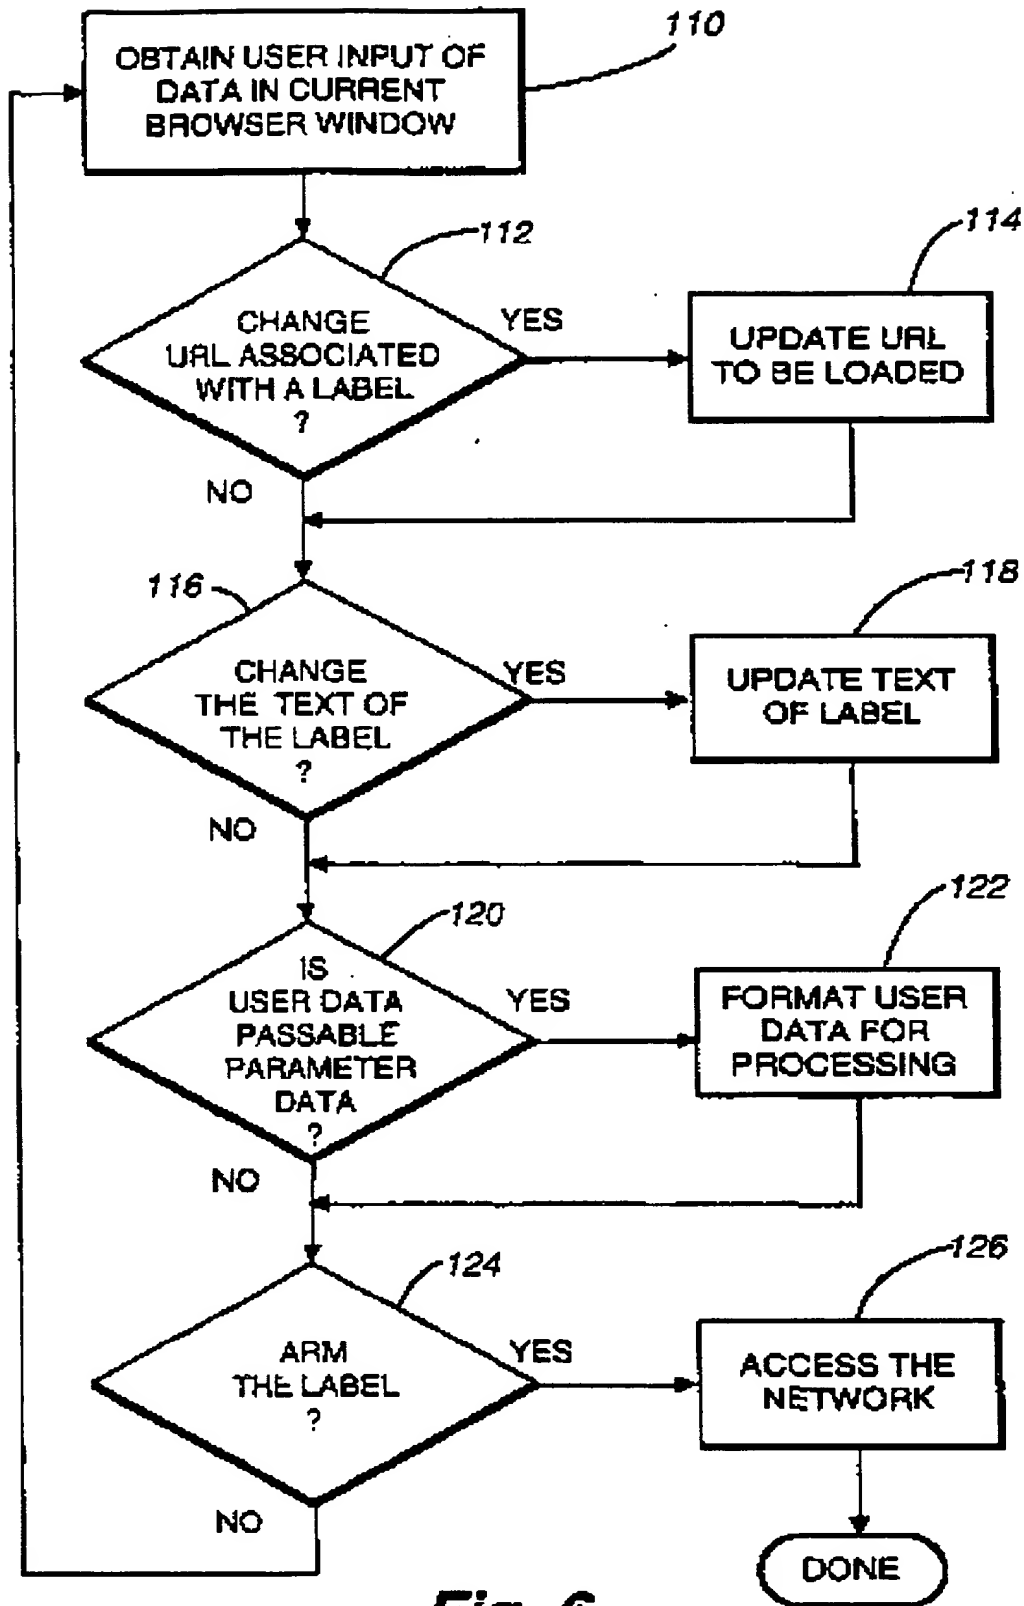 110
OBTAIN USER INPUT OF
DATA IN CURRENT
BROWSER WINDOW
112
114
CHANGE
URL ASSOCIATED
WITH A LABEL
?
YES
UPDATE URL
TO BE LOADED
NO
116
118
CHANGE
THE TEXT OF
THE LABEL
?
YES
UPDATE TEXT
OF LABEL
NO
120
122
IS
USER DATA
PASSABLE
PARAMETER
DATA
?
YES
FORMAT USER
DATA FOR
PROCESSING
NO
124
126
ARM
THE LABEL
?
YES
ACCESS THE
NETWORK
NO
DONE
Fig. 6